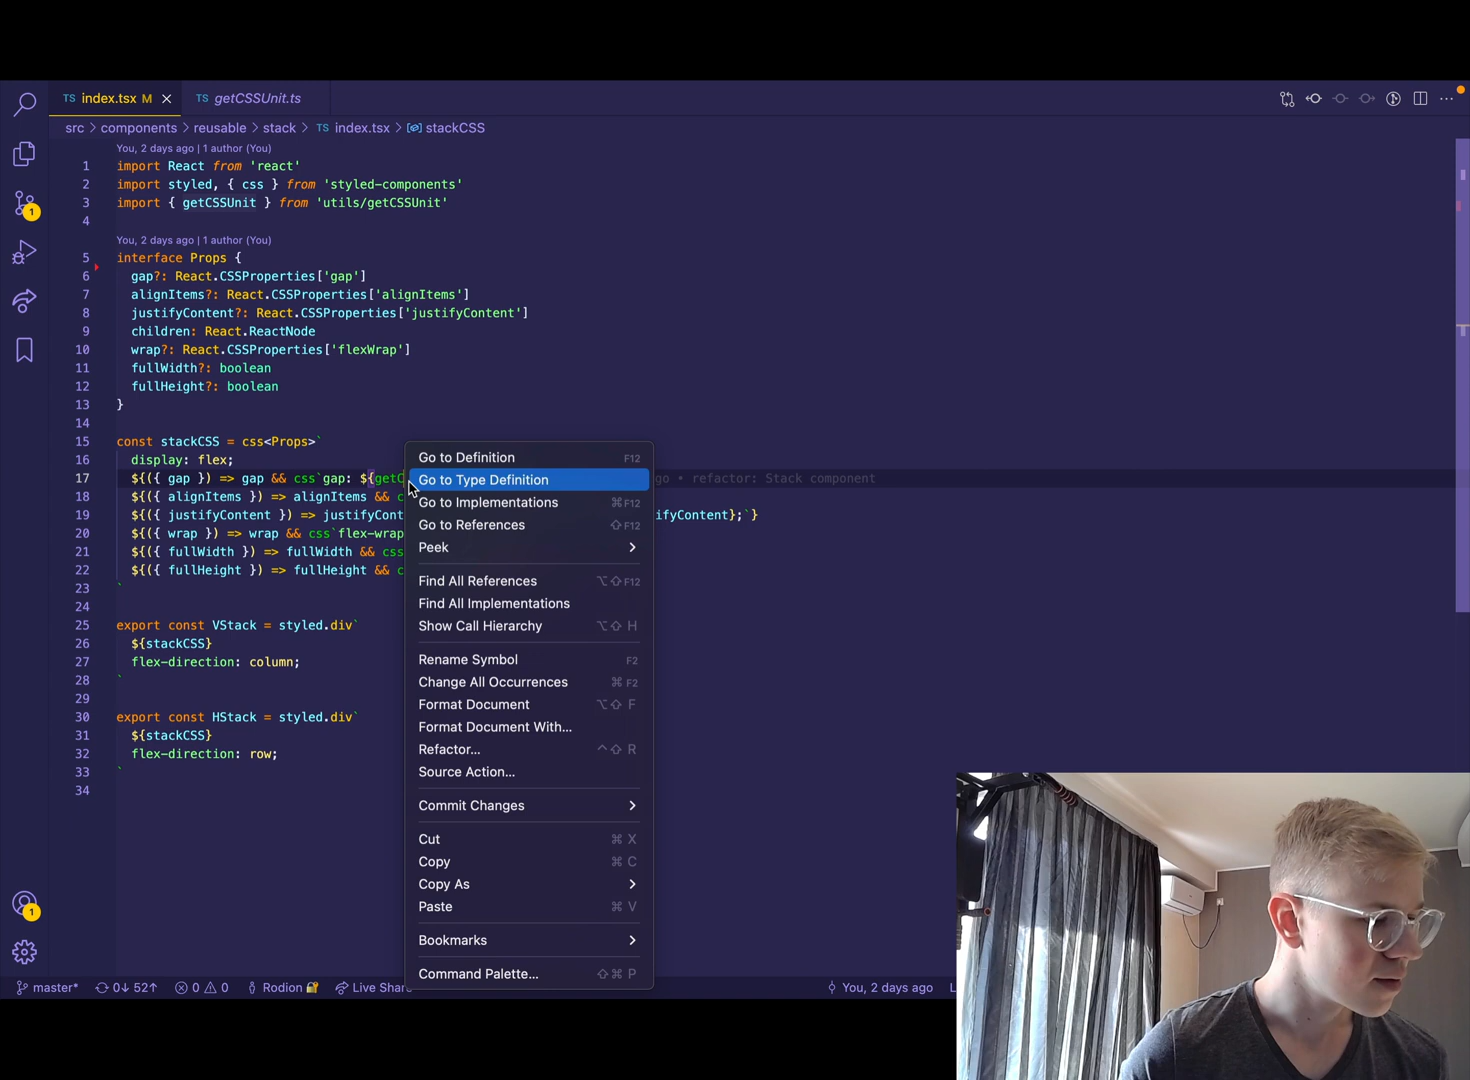 TS index.tsx M
TS getCSSUnit.ts
src > components > reusable > stack > TS index.tsx > stackCSS
You, 2 days ago | 1 author (You)
1 import React from 'react'
2 import styled, { css } from 'styled-components'
3 import { getCSSUnit } from 'utils/getCSSUnit'
4
You, 2 days ago | 1 author (You)
5 interface Props {
6 gap?: React.CSSProperties['gap']
7 alignItems?: React.CSSProperties['alignItems']
8 justifyContent?: React.CSSProperties['justifyContent']
9 children: React.ReactNode
10 wrap?: React.CSSProperties['flexWrap']
11 fullWidth?: boolean
12 fullHeight?: boolean
13 }
14
15 const stackCSS = css<Props>`
16 display: flex;
17 ${({ gap }) => gap && css`gap: ${getC go • refactor: Stack component
18 ${({ alignItems }) => alignItems && c
19 ${({ justifyContent }) => justifyCont ifyContent};`}
20 ${({ wrap }) => wrap && css`flex-wrap
21 ${({ fullWidth }) => fullWidth && css
22 ${({ fullHeight }) => fullHeight && c
23 `
24
25 export const VStack = styled.div`
26 ${stackCSS}
27 flex-direction: column;
28 `
29
30 export const HStack = styled.div`
31 ${stackCSS}
32 flex-direction: row;
33 `
34
Go to Definition F12
Go to Type Definition
Go to Implementations ⌘F12
Go to References ⇧F12
Peek >
Find All References ⌥⇧F12
Find All Implementations
Show Call Hierarchy ⌥⇧ H
Rename Symbol F2
Change All Occurrences ⌘ F2
Format Document ⌥⇧ F
Format Document With...
Refactor... ^⇧ R
Source Action...
Commit Changes >
Cut ⌘ X
Copy ⌘ C
Copy As >
Paste ⌘ V
Bookmarks >
Command Palette... ⇧⌘ P
1
1
master* 0↓ 52↑ 0 0 Rodion Live Shar You, 2 days ago